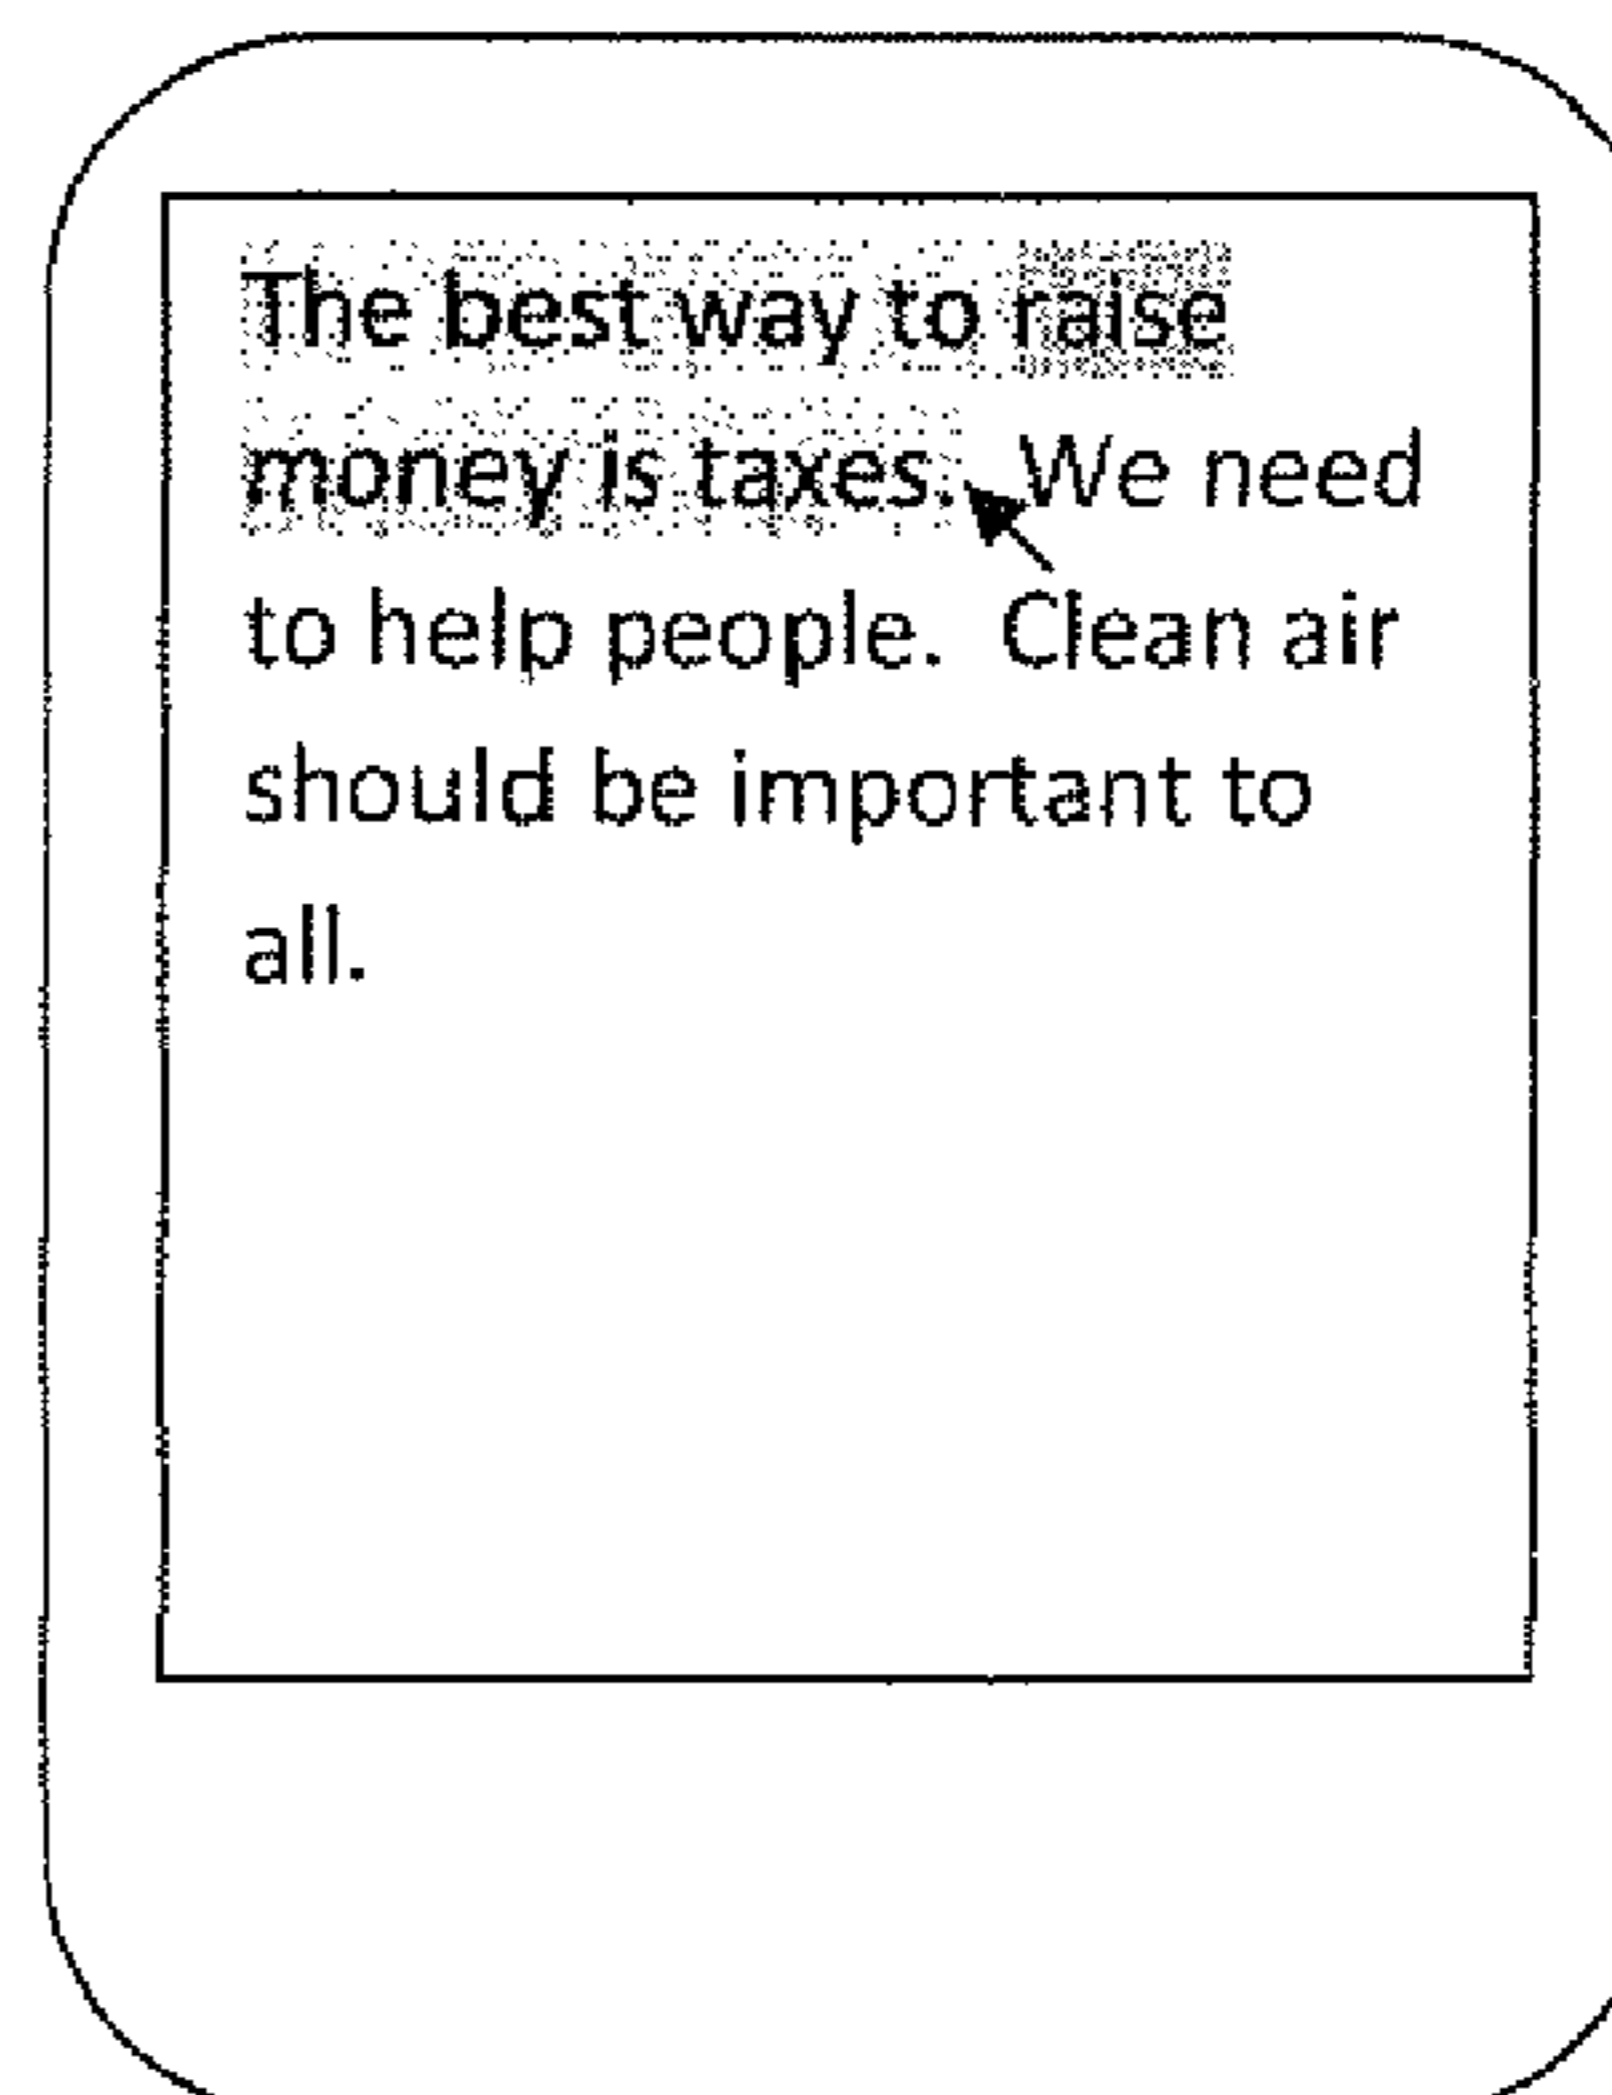 The best way to raise
money is taxes.  We need
to help people.  Clean air
should be important to
all.